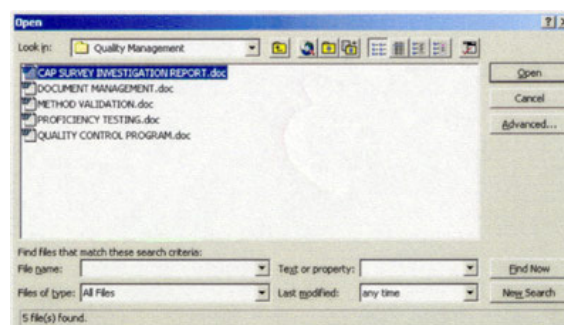 Open
Look in: Quality Management
CAP SURVEY INVESTIGATION REPORT.doc
DOCUMENT MANAGEMENT.doc
METHOD VALIDATION.doc
PROFICIENCY TESTING.doc
QUALITY CONTROL PROGRAM.doc
Open
Cancel
Advanced...
Find files that match these search criteria:
File name: Text or property: Find Now
Files of type: All Files Last modified: any time New Search
5 file(s) found.